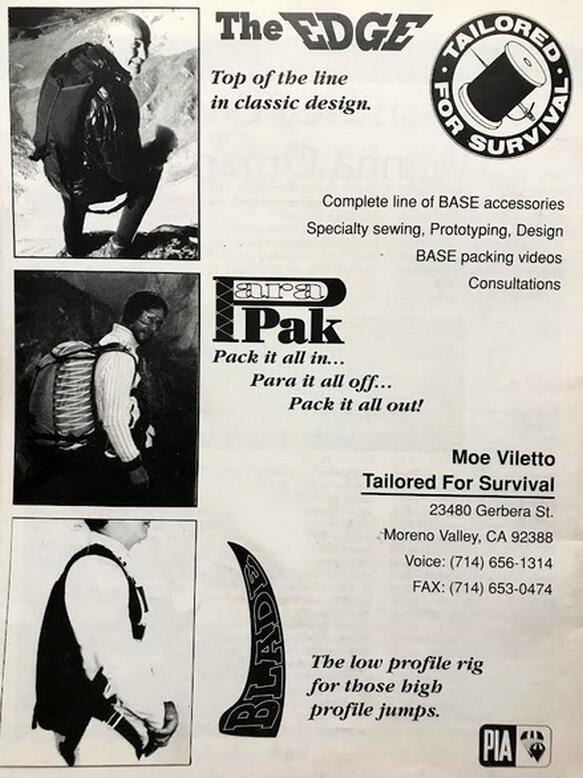 The EDGE
Top of the line
in classic design.
TAILORED FOR SURVIVAL
Complete line of BASE accessories
Specialty sewing, Prototyping, Design
BASE packing videos
Consultations
Para
Pak
Pack it all in...
Para it all off...
Pack it all out!
Moe Viletto
Tailored For Survival
23480 Gerbera St.
Moreno Valley, CA 92388
Voice: (714) 656-1314
FAX: (714) 653-0474
BLADE
The low profile rig
for those high
profile jumps.
PIA